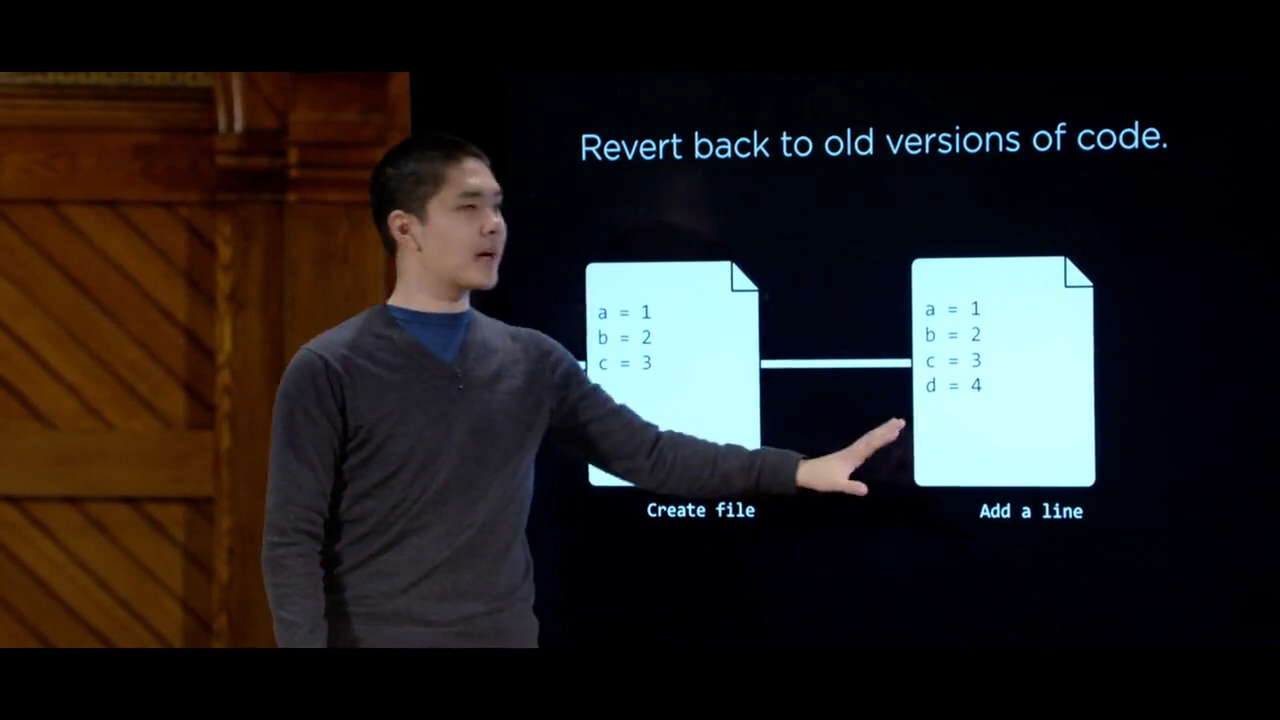 Revert back to old versions of code.
a = 1
b = 2
c = 3
Create file
a = 1
b = 2
c = 3
d = 4
Add a line